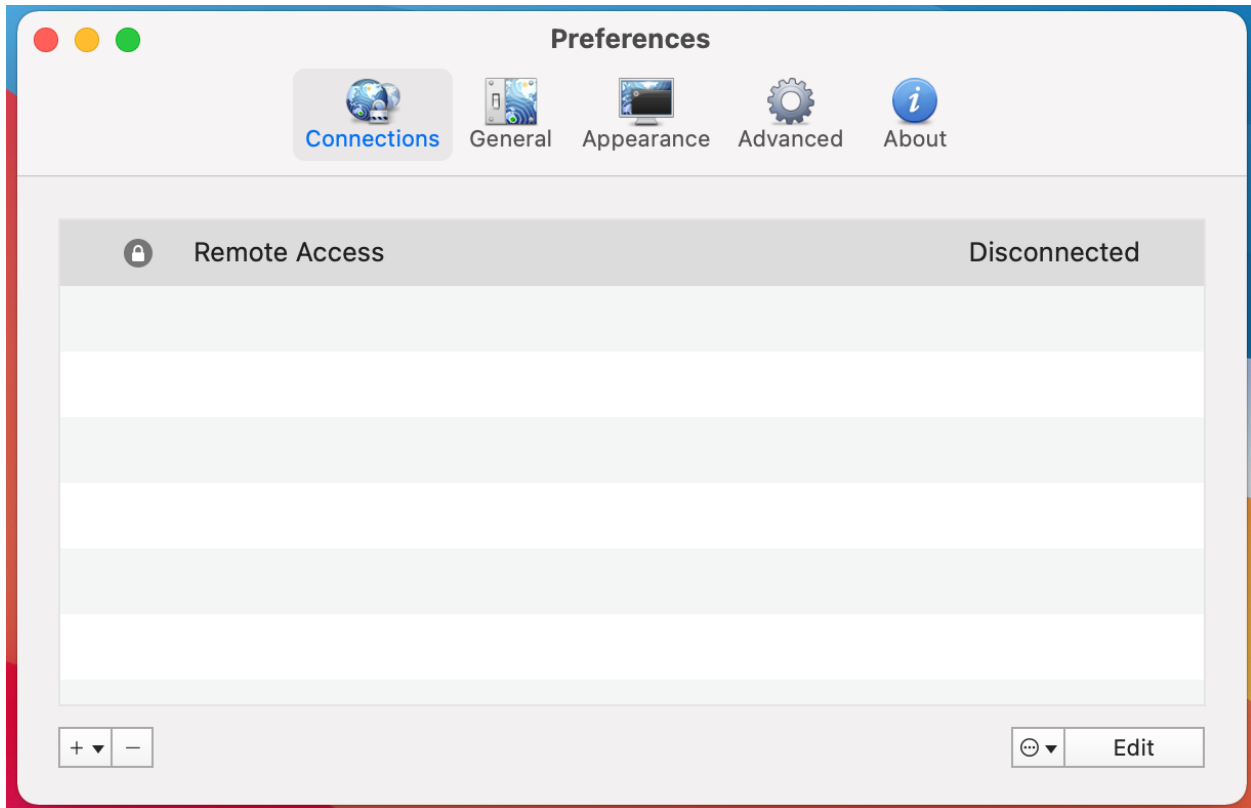 Preferences
Connections General Appearance Advanced About
Remote Access Disconnected
Edit